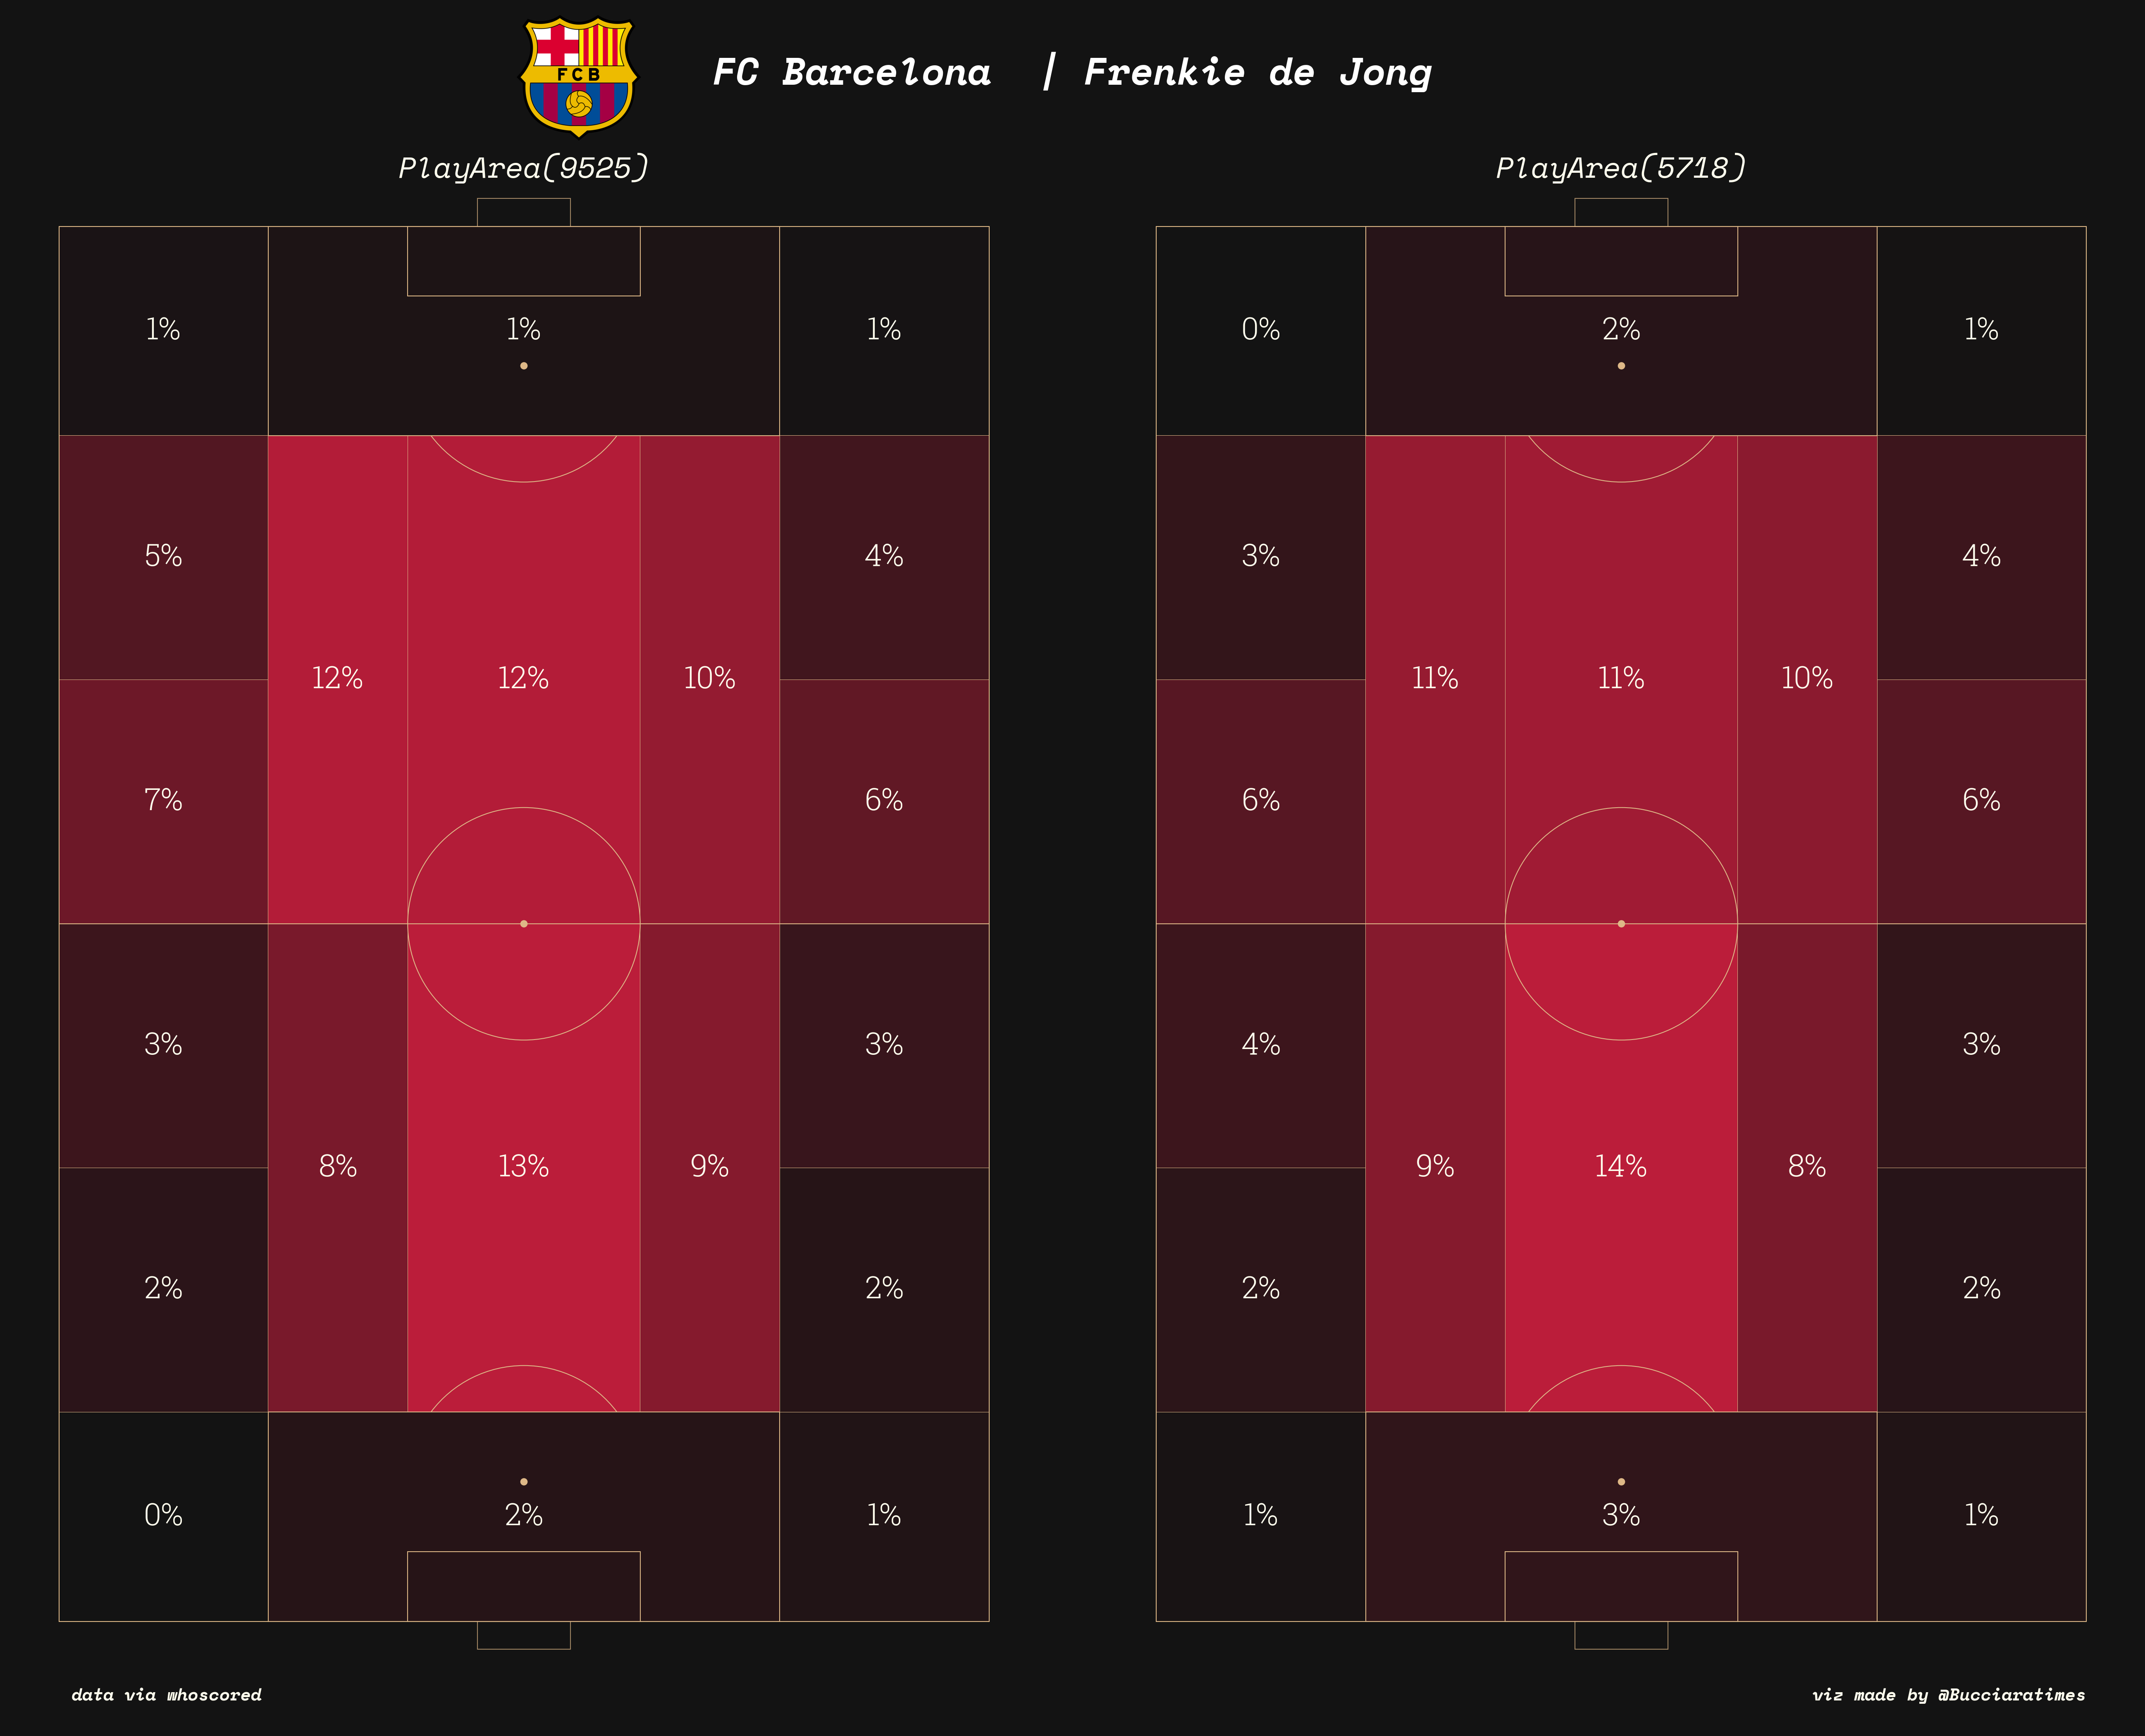 FCB
FC Barcelona | Frenkie de Jong
PlayArea(9525)
1% 1% 1%
5% 4%
12% 12% 10%
7% 6%
3% 3%
8% 13% 9%
2% 2%
0% 2% 1%
PlayArea(5718)
0% 2% 1%
3% 4%
11% 11% 10%
6% 6%
4% 3%
9% 14% 8%
2% 2%
1% 3% 1%
data via whoscored
viz made by @Bucciaratimes